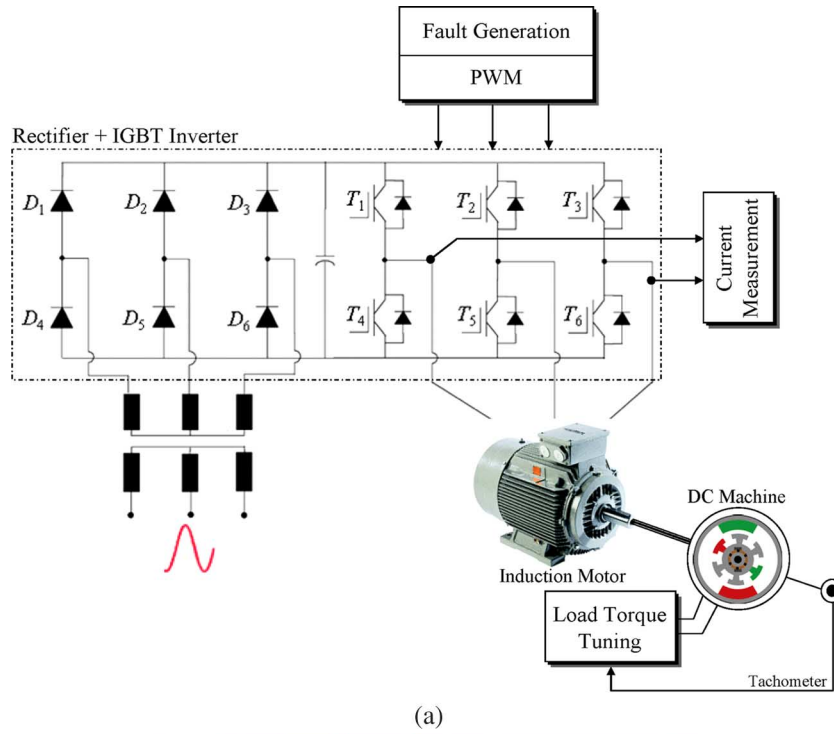 Fault Generation
PWM
Rectifier + IGBT Inverter
D1
D2
D3
T1
T2
T3
D4
D5
D6
T4
T5
T6
Current
Measurement
DC Machine
Induction Motor
Load Torque
Tuning
Tachometer
(a)